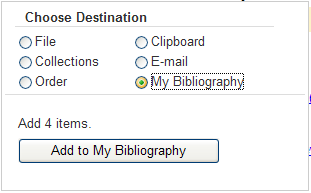 Choose Destination
File Clipboard
Collections E-mail
Order My Bibliography
Add 4 items.
Add to My Bibliography